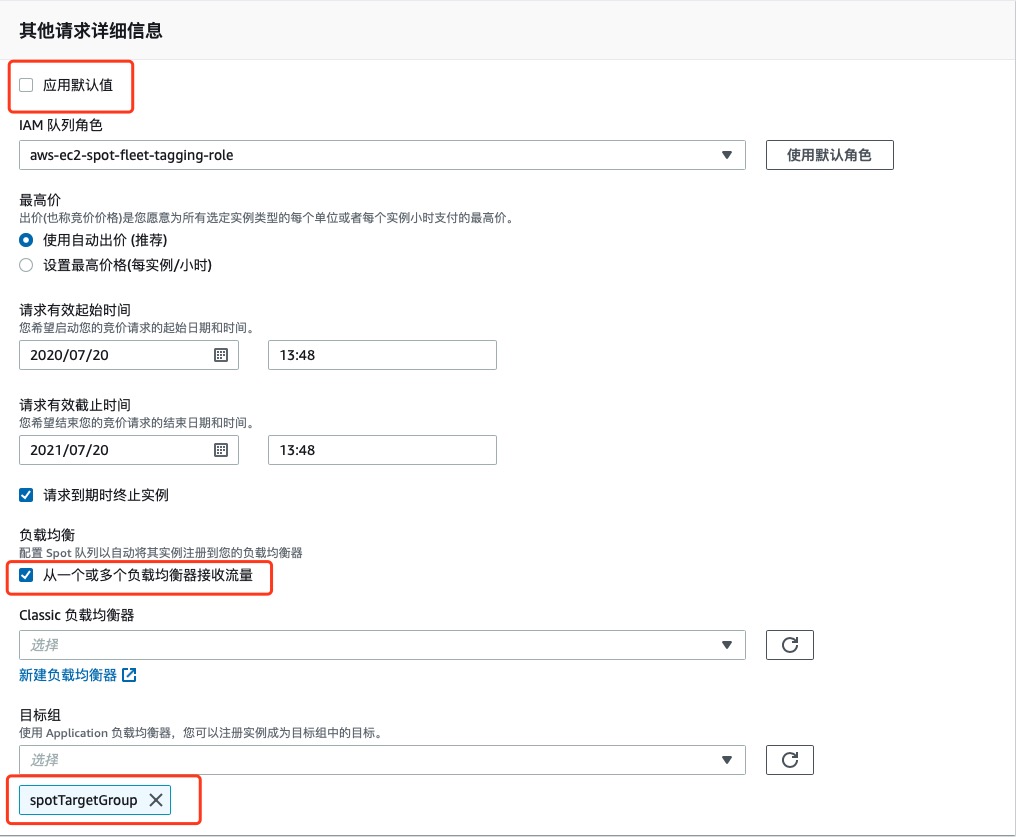 其他请求详细信息
应用默认值
IAM 队列角色
aws-ec2-spot-fleet-tagging-role
使用默认角色
最高价
出价(也称竞价价格)是您愿意为所有选定实例类型的每个单位或者每个实例小时支付的最高价。
使用自动出价 (推荐)
设置最高价格(每实例/小时)
请求有效起始时间
您希望启动您的竞价请求的起始日期和时间。
2020/07/20 13:48
请求有效截止时间
您希望结束您的竞价请求的结束日期和时间。
2021/07/20 13:48
请求到期时终止实例
负载均衡
配置 Spot 队列以自动将其实例注册到您的负载均衡器
从一个或多个负载均衡器接收流量
Classic 负载均衡器
选择
新建负载均衡器
目标组
使用 Application 负载均衡器，您可以注册实例成为目标组中的目标。
选择
spotTargetGroup